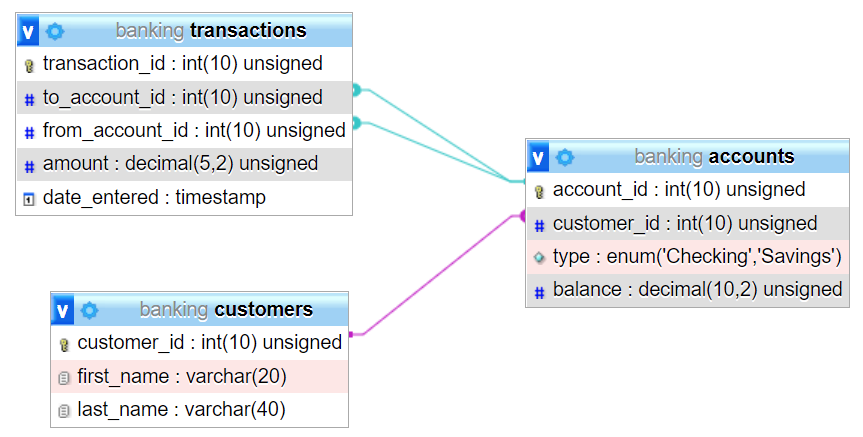 v banking transactions
transaction_id : int(10) unsigned
# to_account_id : int(10) unsigned
# from_account_id : int(10) unsigned
# amount : decimal(5,2) unsigned
1 date_entered : timestamp
v banking accounts
account_id : int(10) unsigned
# customer_id : int(10) unsigned
type : enum('Checking','Savings')
# balance : decimal(10,2) unsigned
v banking customers
customer_id : int(10) unsigned
first_name : varchar(20)
last_name : varchar(40)